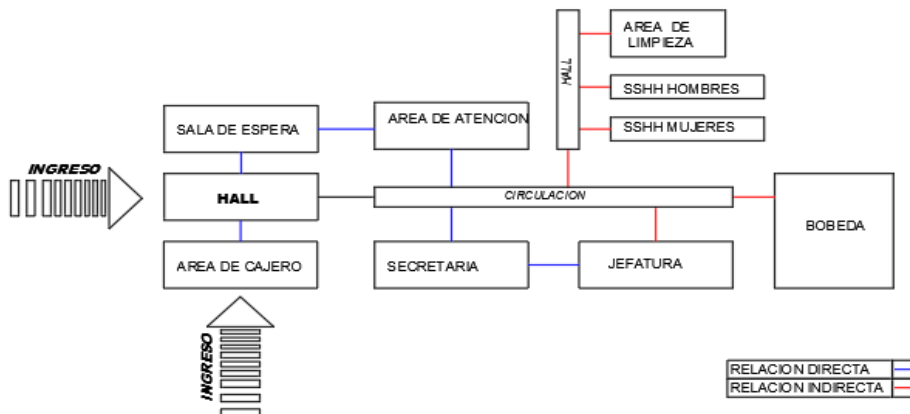 AREA DE
LIMPIEZA
HALL
SSHH HOMBRES
SSHH MUJERES
SALA DE ESPERA
AREA DE ATENCION
INGRESO
HALL
CIRCULACION
BOBEDA
AREA DE CAJERO
SECRETARIA
JEFATURA
INGRESO
RELACION DIRECTA
RELACION INDIRECTA